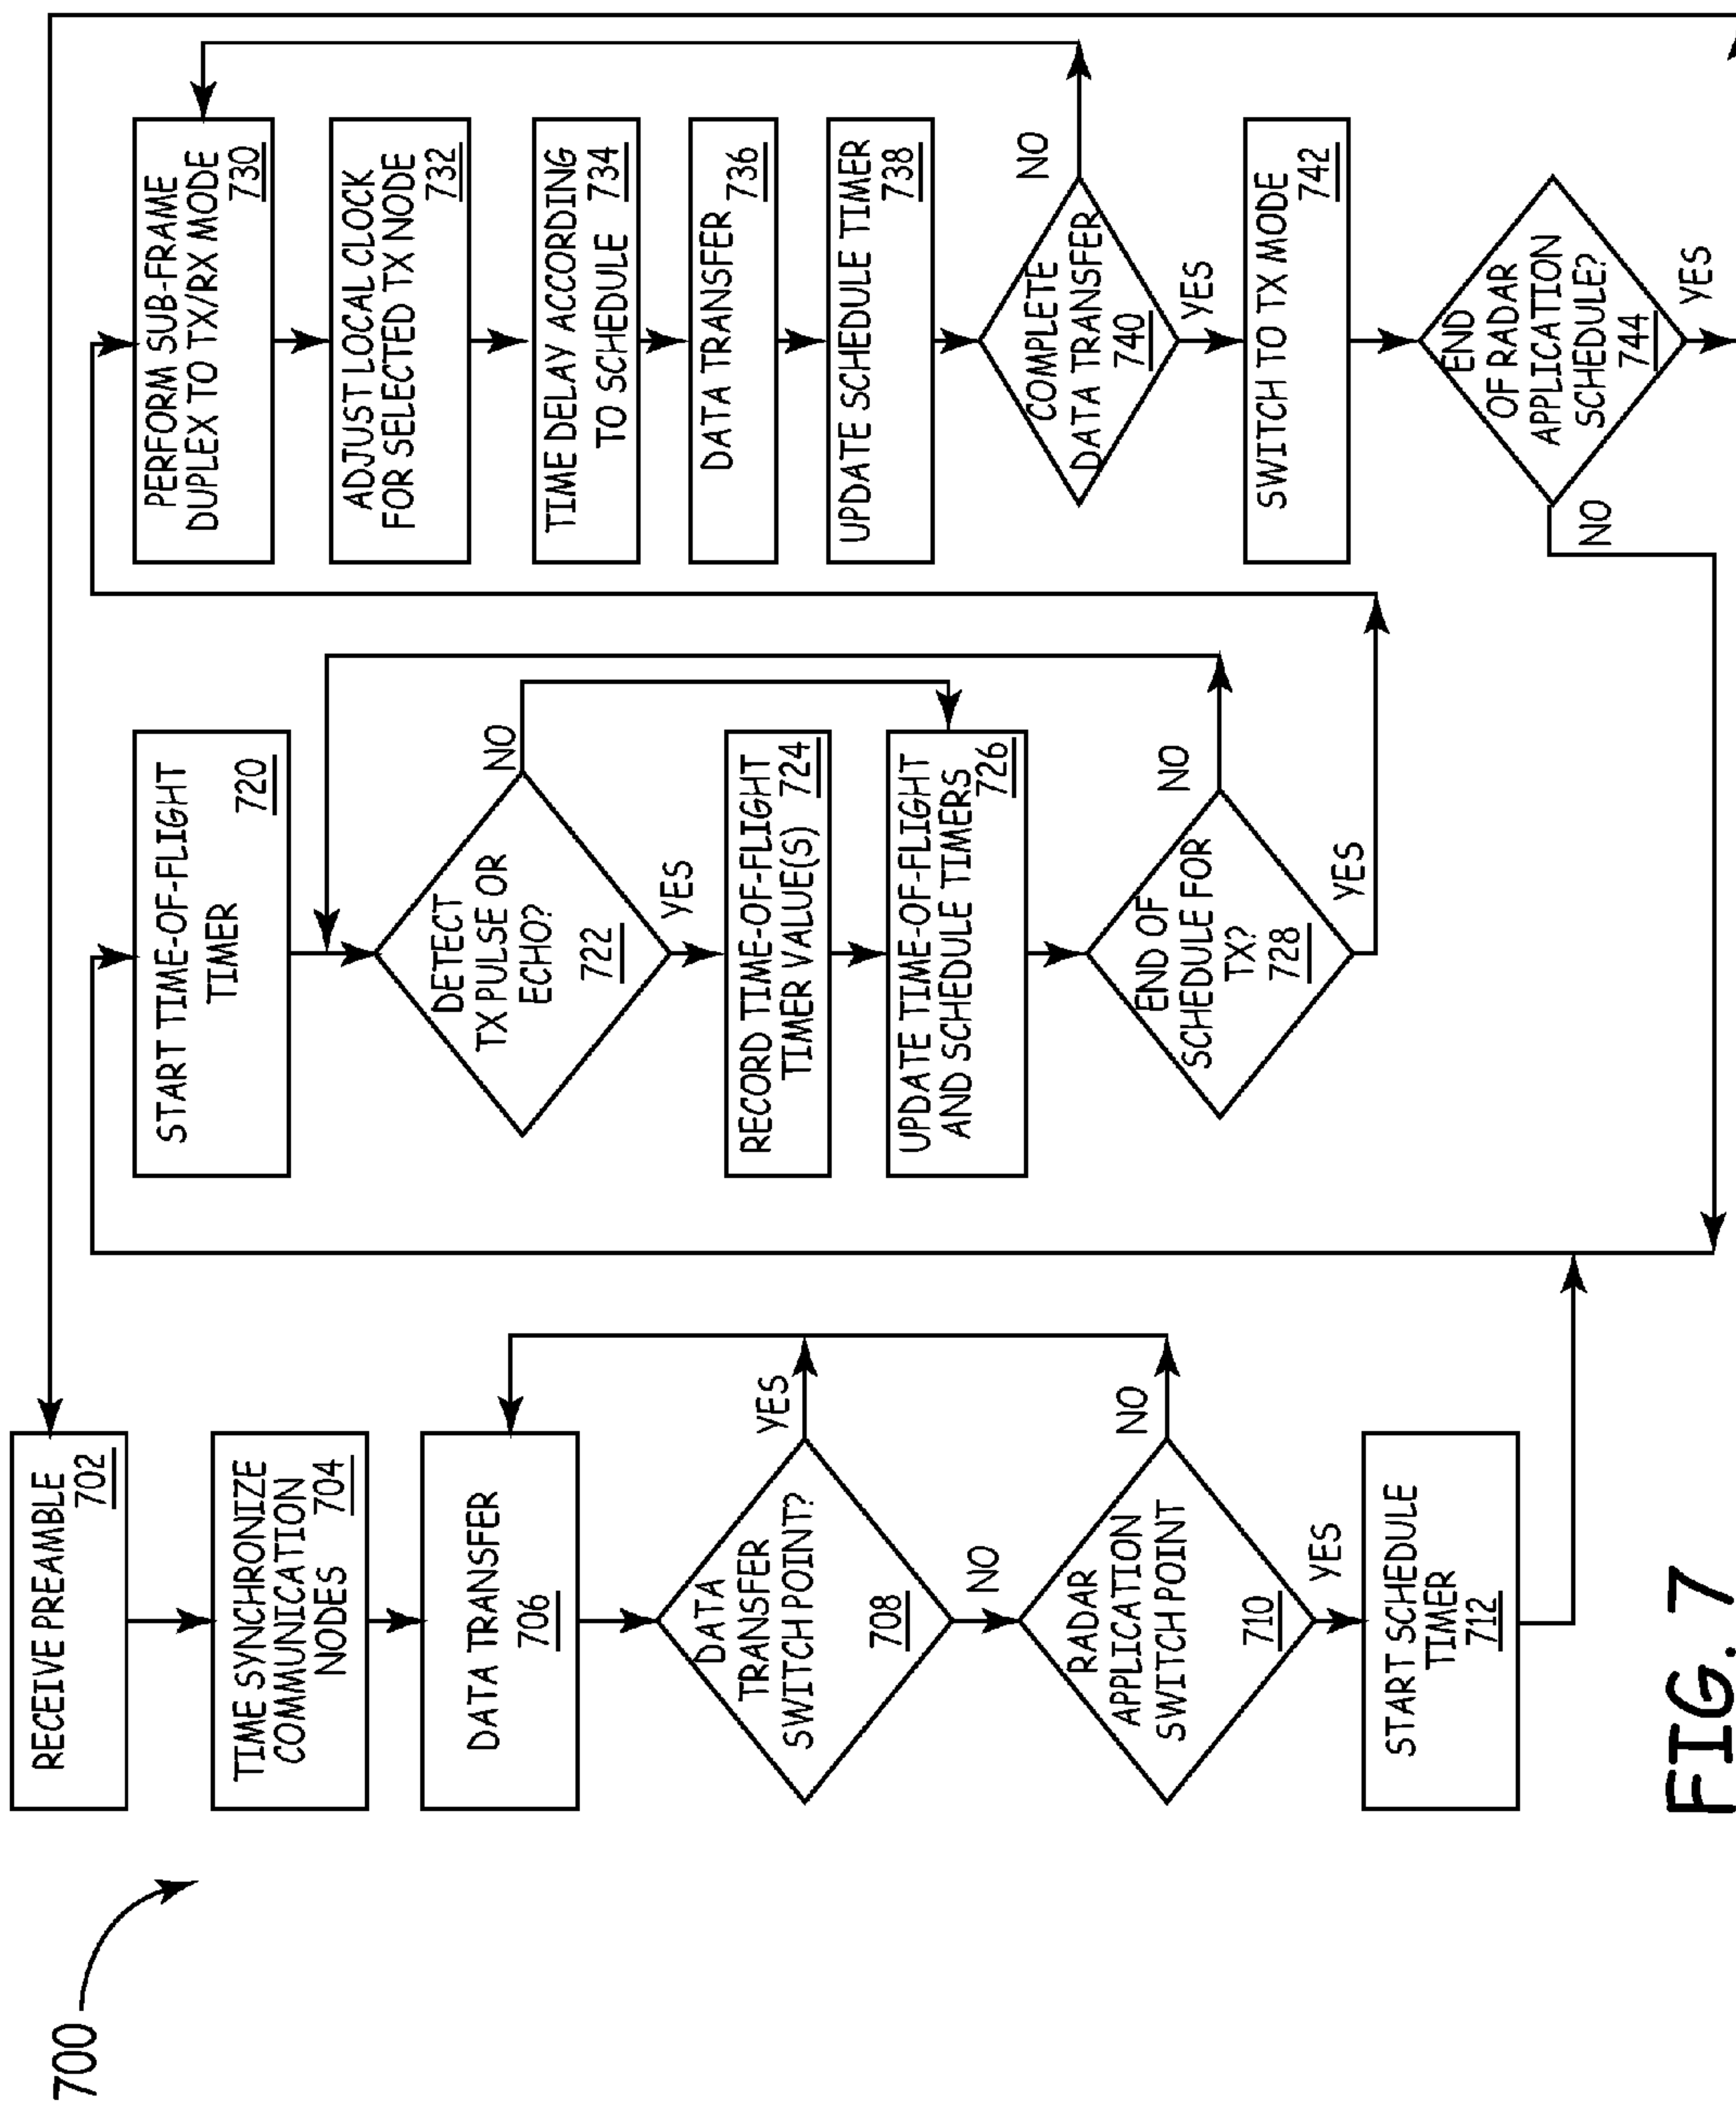 700
RECEIVE PREAMBLE
702
TIME SYNCHRONIZE
COMMUNICATION
NODES 704
DATA TRANSFER
706
DATA
TRANSFER
SWITCH POINT?
708
YES
NO
RADAR
APPLICATION
SWITCH POINT
710
NO
YES
START SCHEDULE
TIMER
712
START TIME-OF-FLIGHT
TIMER
720
DETECT
TX PULSE OR
ECHO?
722
NO
YES
RECORD TIME-OF-FLIGHT
TIMER VALUE(S) 724
UPDATE TIME-OF-FLIGHT
AND SCHEDULE TIMERS
726
END OF
SCHEDULE FOR
TX?
728
NO
YES
PERFORM SUB-FRAME
DUPLEX TO TX/RX MODE
730
ADJUST LOCAL CLOCK
FOR SELECTED TX NODE
732
TIME DELAY ACCORDING
TO SCHEDULE 734
DATA TRANSFER 736
UPDATE SCHEDULE TIMER
738
COMPLETE
DATA TRANSFER
740
NO
YES
SWITCH TO TX MODE
742
END
OF RADAR
APPLICATION
SCHEDULE?
744
NO
YES
FIG. 7